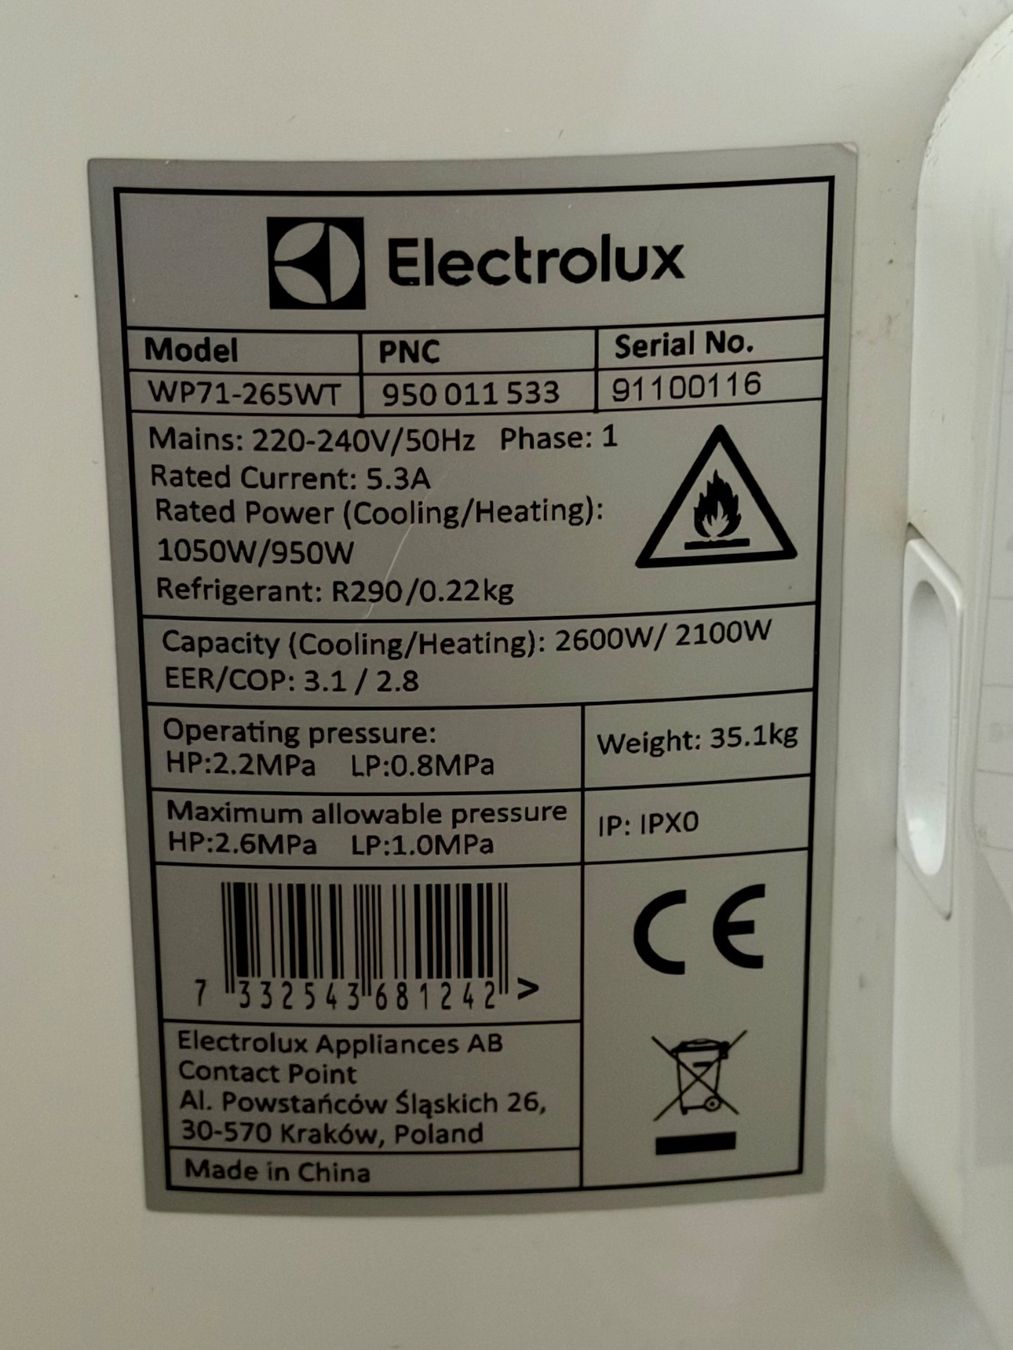 Electrolux
Model PNC Serial No.
WP71-265WT 950 011 533 91100116
Mains: 220-240V/50Hz Phase: 1
Rated Current: 5.3A
Rated Power (Cooling/Heating):
1050W/950W
Refrigerant: R290/0.22kg
Capacity (Cooling/Heating): 2600W/ 2100W
EER/COP: 3.1 / 2.8
Operating pressure:
HP:2.2MPa LP:0.8MPa
Weight: 35.1kg
Maximum allowable pressure
HP:2.6MPa LP:1.0MPa
IP: IPX0
7 332543 681242 >
CE
Electrolux Appliances AB
Contact Point
Al. Powstańców Śląskich 26,
30-570 Kraków, Poland
Made in China